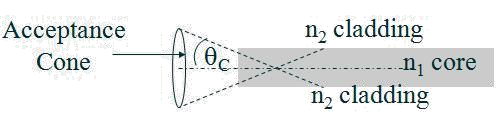 Acceptance
Cone
θC
n2 cladding
n1 core
n2 cladding